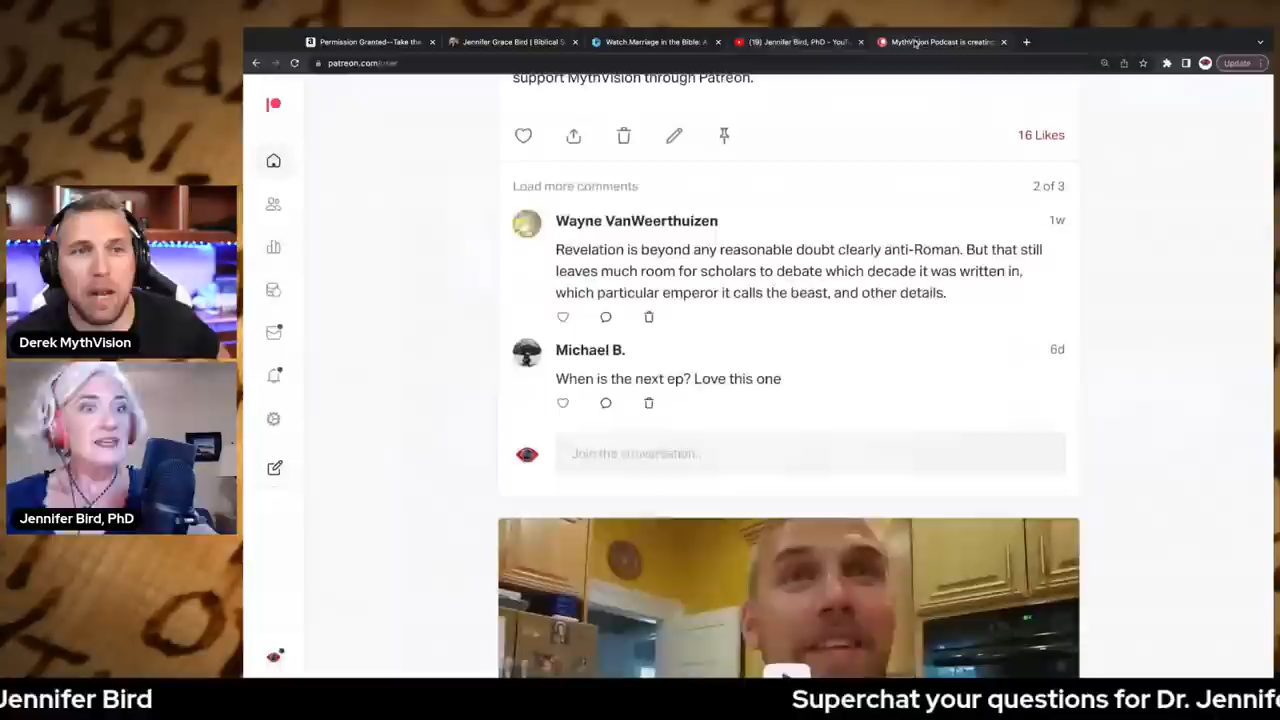 Permission Granted--Take the
Jennifer Grace Bird | Biblical S
Watch Marriage in the Bible: A
(19) Jennifer Bird, PhD - YouT
MythVision Podcast is creating
patreon.com/user
Update
support MythVision through Patreon.
16 Likes
Load more comments
2 of 3
Wayne VanWeerthuizen
1w
Revelation is beyond any reasonable doubt clearly anti-Roman. But that still
leaves much room for scholars to debate which decade it was written in,
which particular emperor it calls the beast, and other details.
Michael B.
6d
When is the next ep? Love this one
Join the conversation...
Derek MythVision
Jennifer Bird, PhD
Jennifer Bird
Superchat your questions for Dr. Jennife